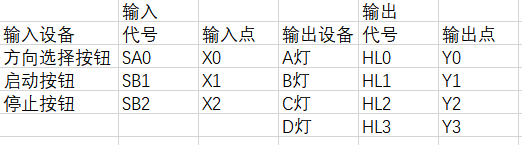 输入 输出
输入设备 代号 输入点 输出设备 代号 输出点
方向选择按钮 SA0 X0 A灯 HL0 Y0
启动按钮 SB1 X1 B灯 HL1 Y1
停止按钮 SB2 X2 C灯 HL2 Y2
D灯 HL3 Y3